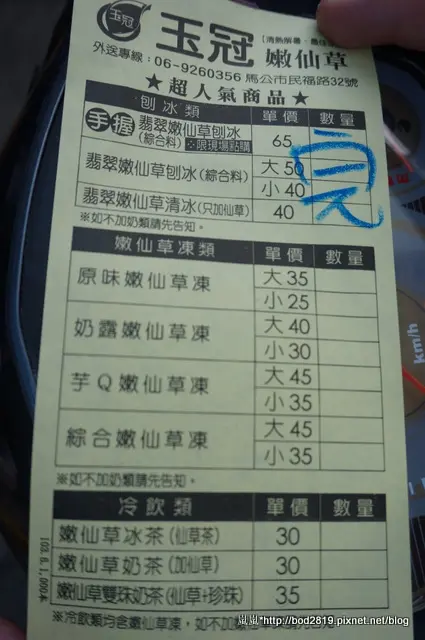 玉冠
玉冠 嫩仙草
外送專線：06-9260356 馬公市民福路32號
★超人氣商品★
刨冰類 單價 數量
手握 翡翠嫩仙草刨冰 (綜合料) ※限現場點購 65
翡翠嫩仙草刨冰(綜合料) 大50
小40
翡翠嫩仙草清冰(只加仙草) 40
※如不加奶類請先告知。
嫩仙草凍類 單價 數量
原味嫩仙草凍 大35
小25
奶露嫩仙草凍 大40
小30
芋Q嫩仙草凍 大45
小35
綜合嫩仙草凍 大45
小35
※如不加奶類請先告知。
冷飲類 單價 數量
嫩仙草冰茶(仙草茶) 30
嫩仙草奶茶(加仙草) 30
嫩仙草雙珠奶茶(仙草+珍珠) 35
※冷飲類均含嫩仙草凍，如
km/h
http://bod2819.pixnet.net/blog